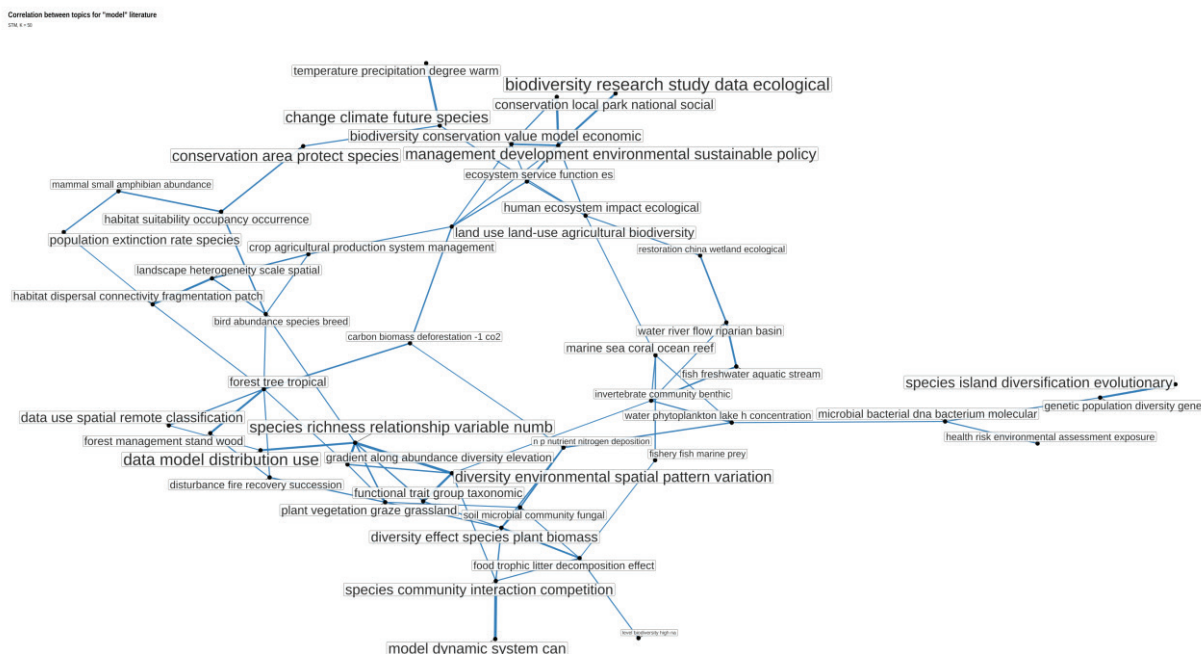 Correlation between topics for "model" literature
STM, K = 50
temperature precipitation degree warm
biodiversity research study data ecological
conservation local park national social
change climate future species
biodiversity conservation value model economic
conservation area protect species
management development environmental sustainable policy
ecosystem service function es
mammal small amphibian abundance
human ecosystem impact ecological
habitat suitability occupancy occurrence
land use land-use agricultural biodiversity
population extinction rate species
crop agricultural production system management
restoration china wetland ecological
landscape heterogeneity scale spatial
habitat dispersal connectivity fragmentation patch
bird abundance species breed
water river flow riparian basin
carbon biomass deforestation -1 co2
marine sea coral ocean reef
fish freshwater aquatic stream
forest tree tropical
species island diversification evolutionary
invertebrate community benthic
genetic population diversity gene
data use spatial remote classification
water phytoplankton lake h concentration
microbial bacterial dna bacterium molecular
species richness relationship variable numb
health risk environmental assessment exposure
forest management stand wood
n p nutrient nitrogen deposition
fishery fish marine prey
data model distribution use
gradient along abundance diversity elevation
diversity environmental spatial pattern variation
disturbance fire recovery succession
functional trait group taxonomic
plant vegetation graze grassland
soil microbial community fungal
diversity effect species plant biomass
food trophic litter decomposition effect
species community interaction competition
level biodiversity high
model dynamic system can